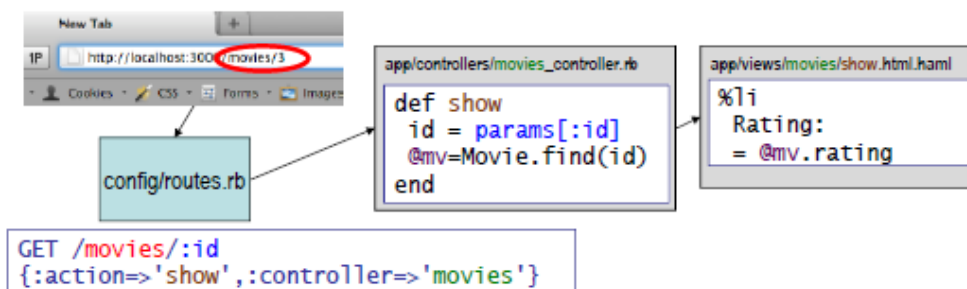 New Tab
+
1P
http://localhost:300
/movies/3
Cookies
CSS
Forms
Images
config/routes.rb
GET /movies/:id
{:action=>'show',:controller=>'movies'}
app/controllers/movies_controller.rb
def show
id = params[:id]
@mv=Movie.find(id)
end
app/views/movies/show.html.haml
%li
Rating:
= @mv.rating